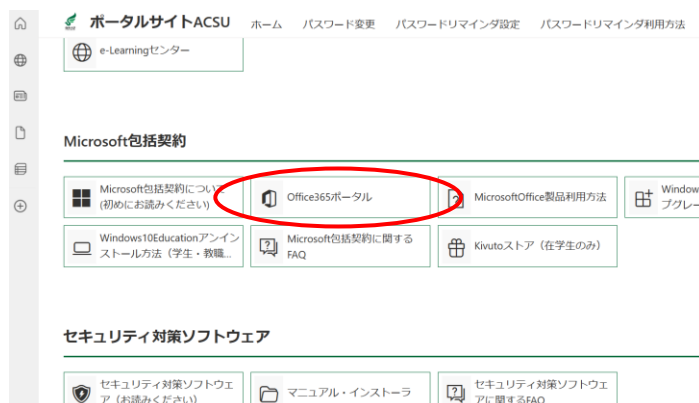 ポータルサイトACSU ホーム パスワード変更 パスワードリマインダ設定 パスワードリマインダ利用方法
e-Learningセンター
Microsoft包括契約
Microsoft包括契約について
(初めにお読みください)
Office365ポータル
MicrosoftOffice製品利用方法
Window
プグレー
Windows10Educationアンイン
ストール方法（学生・教職...
Microsoft包括契約に関する
FAQ
Kivutoストア（在学生のみ）
セキュリティ対策ソフトウェア
セキュリティ対策ソフトウェ
ア（お読みください）
マニュアル・インストーラ
セキュリティ対策ソフトウェ
アに関するFAQ